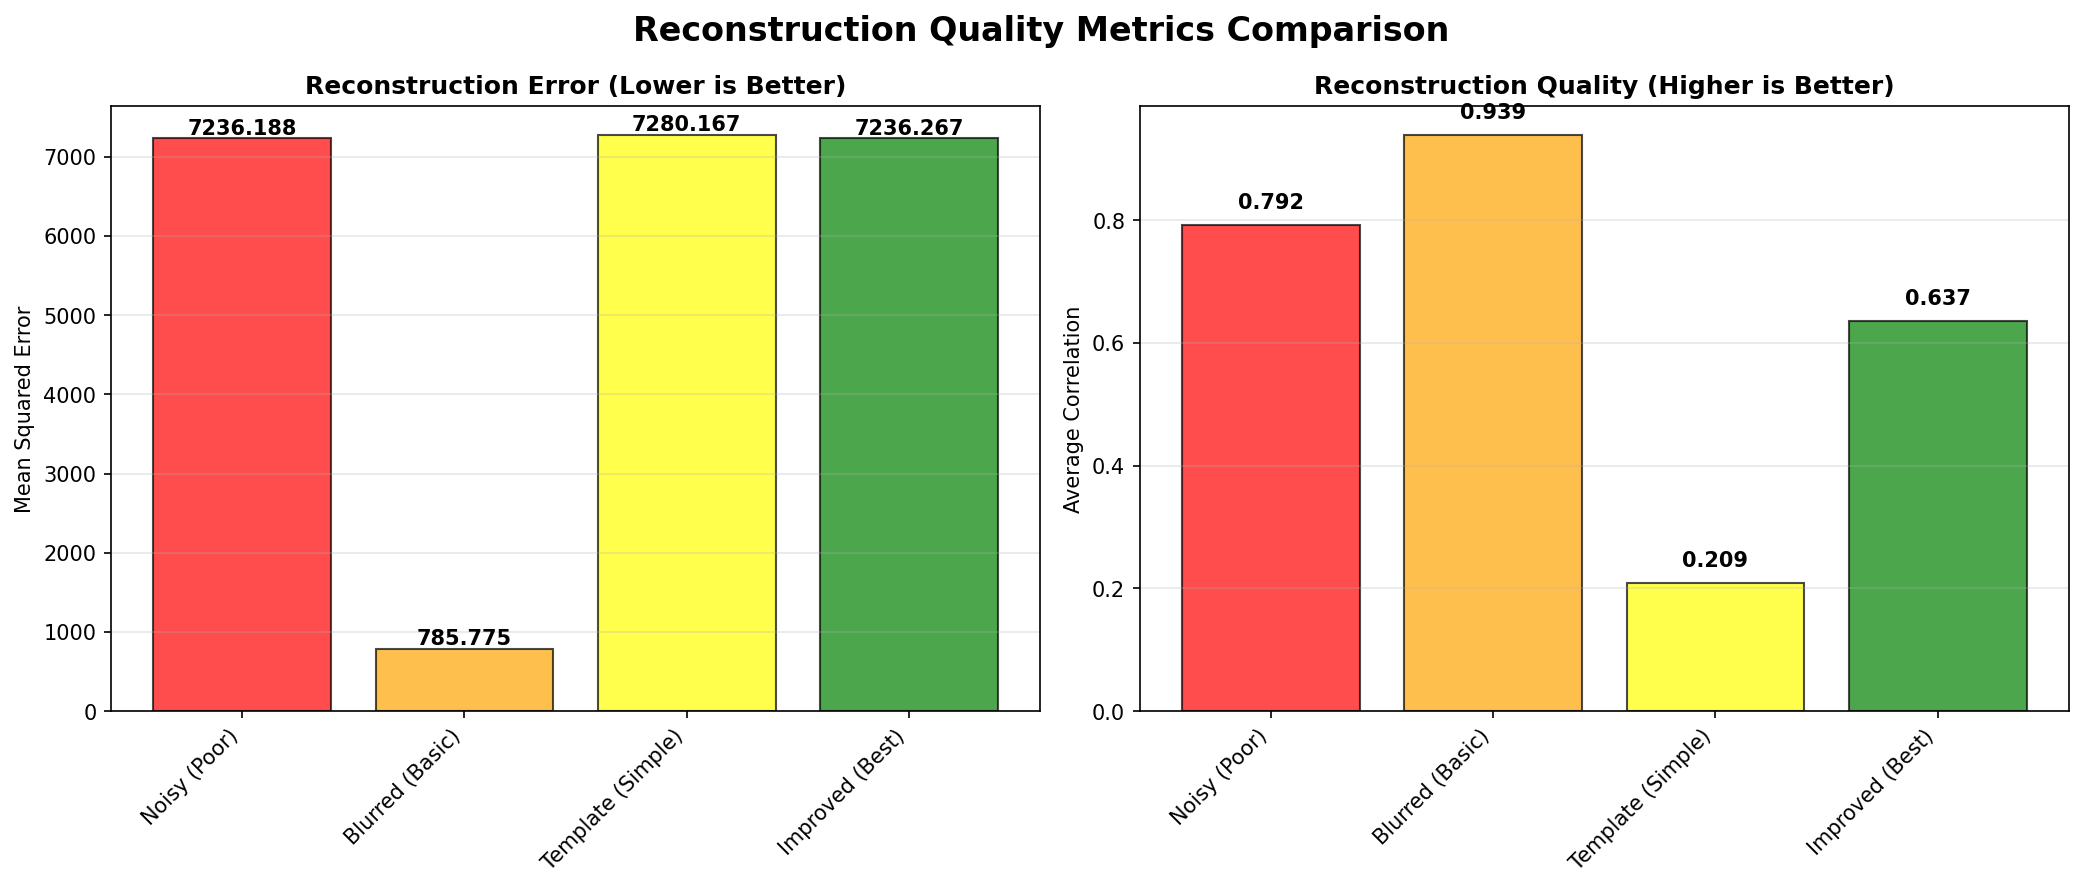 Reconstruction Quality Metrics Comparison
Reconstruction Error (Lower is Better)
Mean Squared Error
7000
6000
5000
4000
3000
2000
1000
0
7236.188
785.775
7280.167
7236.267
Noisy (Poor)
Blurred (Basic)
Template (Simple)
Improved (Best)
Reconstruction Quality (Higher is Better)
Average Correlation
0.8
0.6
0.4
0.2
0.0
0.792
0.939
0.209
0.637
Noisy (Poor)
Blurred (Basic)
Template (Simple)
Improved (Best)